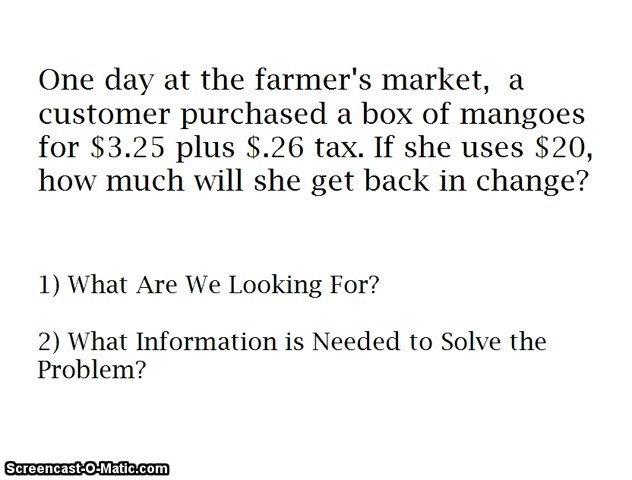 One day at the farmer's market,  a
customer purchased a box of mangoes
for $3.25 plus $.26 tax. If she uses $20,
how much will she get back in change?
1) What Are We Looking For?
2) What Information is Needed to Solve the
Problem?
Screencast-O-Matic.com